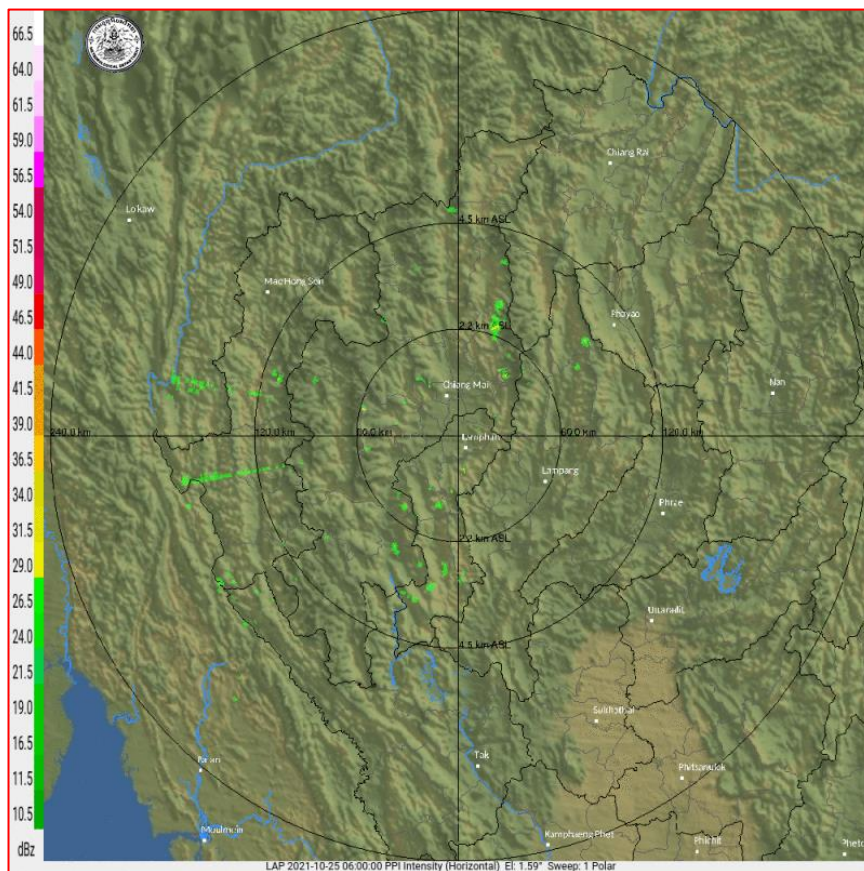 66.5
64.0
61.5
59.0
56.5
54.0
51.5
49.0
46.5
44.0
41.5
39.0
36.5
34.0
31.5
29.0
26.5
24.0
21.5
19.0
16.5
11.5
10.5
dBz
Chiang Rai
Loikaw
4.5 km ASL
Mae Hong Son
Phayao
2.2 km ASL
Chiang Mai
Nan
240.0 km
120.0 km
60.0 km
60.0 km
120.0 km
Lamphun
Lampang
Phrae
2.2 km ASL
Uttaradit
4.5 km ASL
Sukhothai
Tak
Phitsanulok
Moulmein
Kamphaeng Phet
Phichit
LAP 2021-10-25 06:00:00 PPI Intensity (Horizontal) El: 1.59° Sweep: 1 Polar